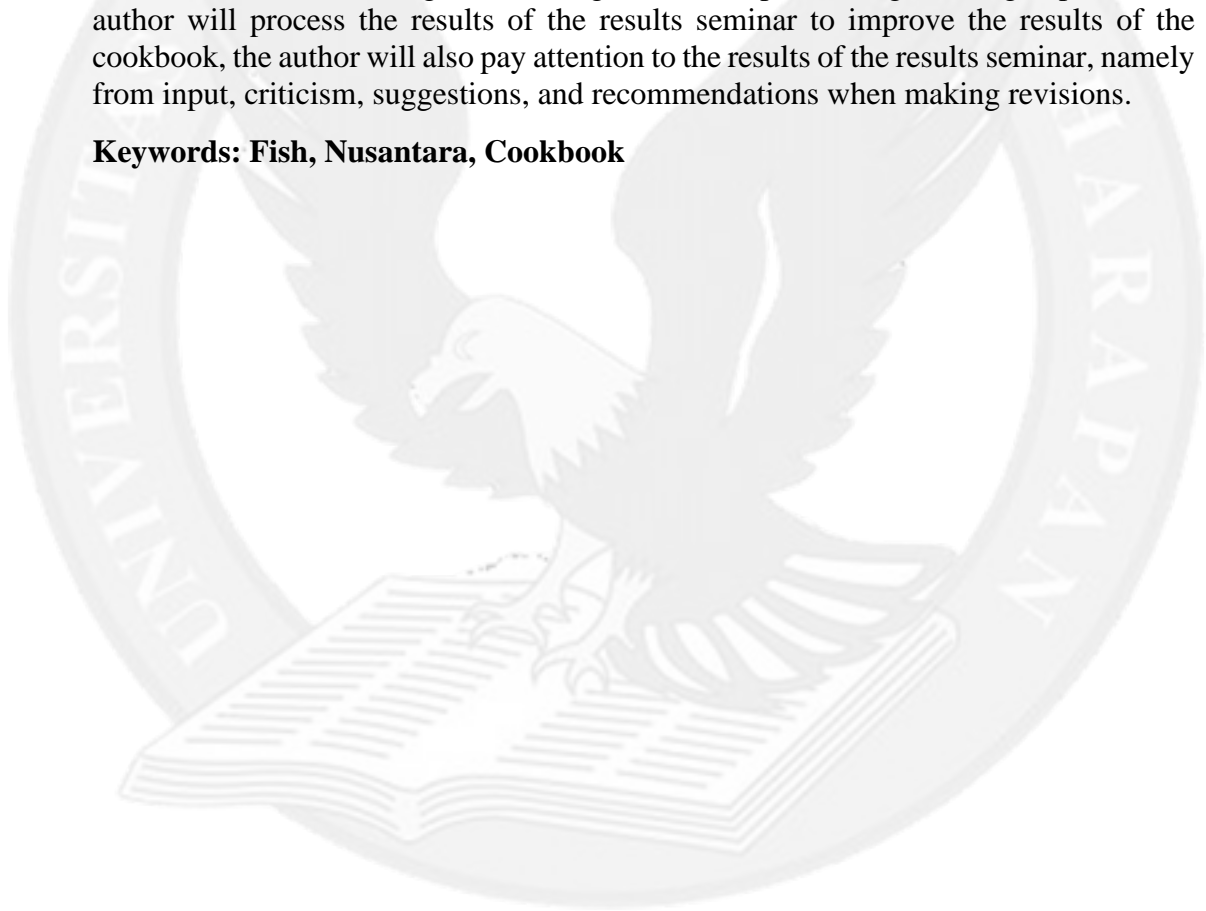 author will process the results of the results seminar to improve the results of the
cookbook, the author will also pay attention to the results of the results seminar, namely
from input, criticism, suggestions, and recommendations when making revisions.
Keywords: Fish, Nusantara, Cookbook
UNIVERSITAS
HARAPAN